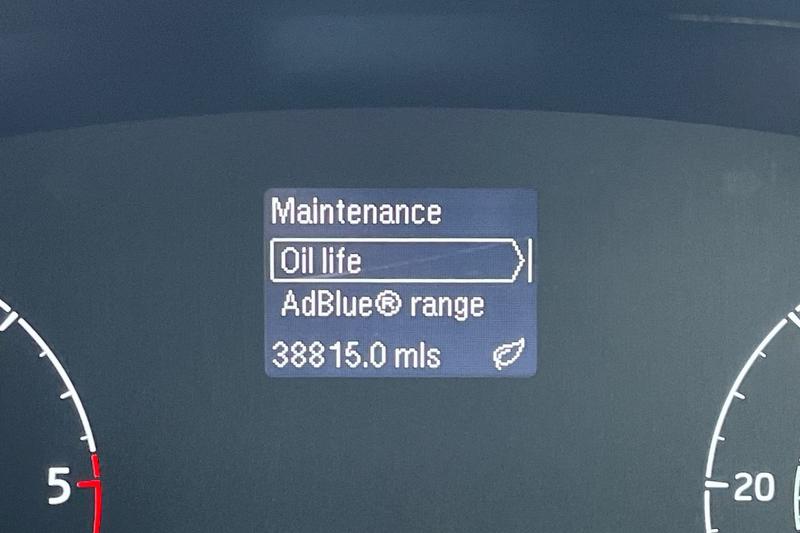 Maintenance
Oil life
AdBlue® range
38815.0 mls
5
20